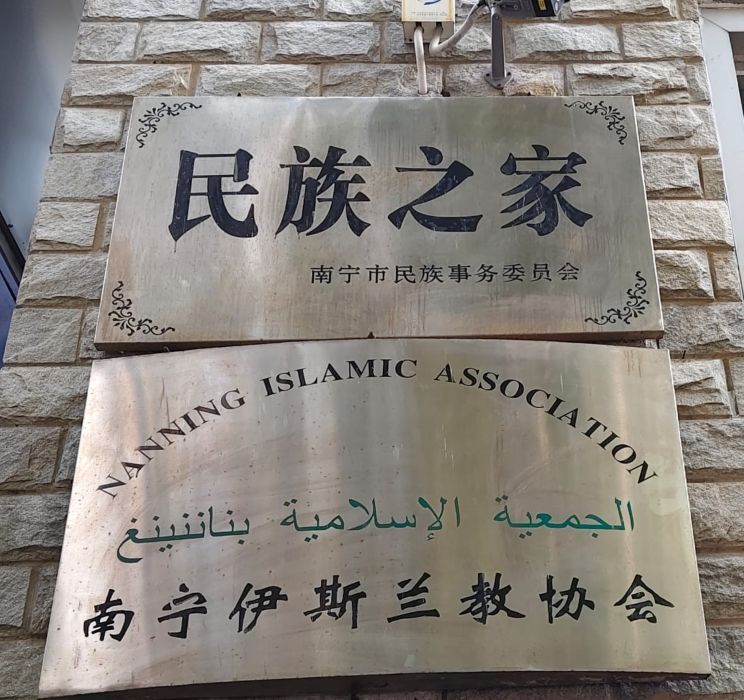 民族之家
南宁市民族事务委员会
NANNING ISLAMIC ASSOCIATION
الجمعية الإسلامية بناننينغ
南宁伊斯兰教协会